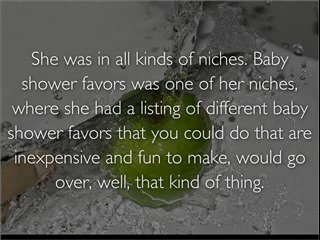 She was in all kinds of niches. Baby
shower favors was one of her niches,
where she had a listing of different baby
shower favors that you could do that are
inexpensive and fun to make, would go
over, well, that kind of thing.